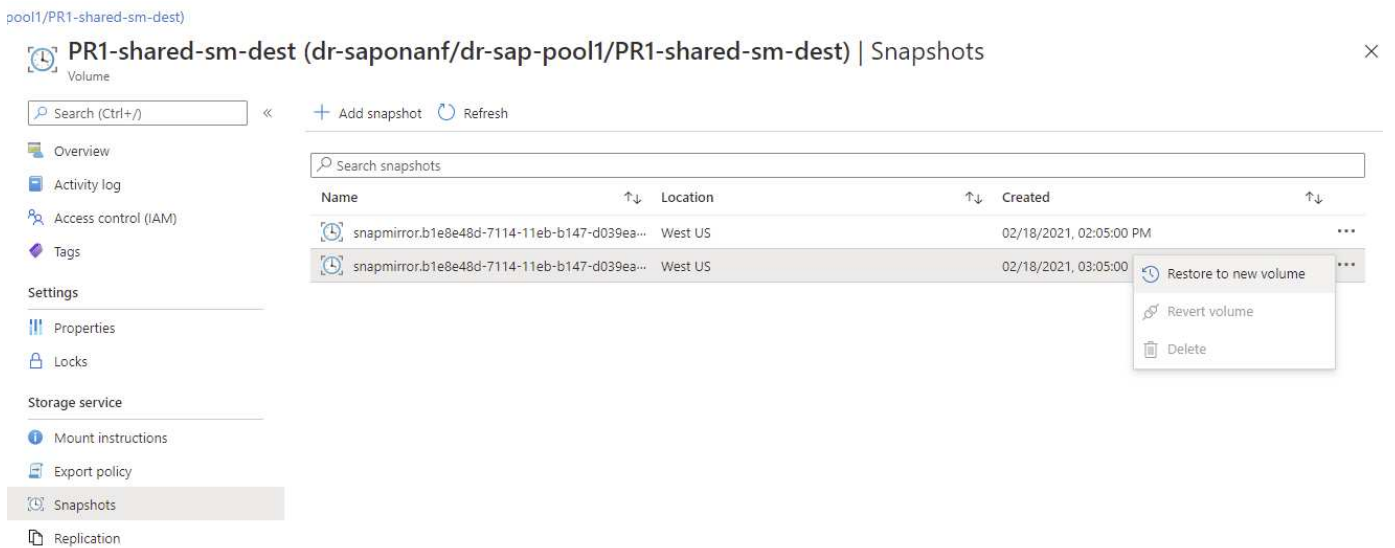 pool1/PR1-shared-sm-dest)
PR1-shared-sm-dest (dr-saponanf/dr-sap-pool1/PR1-shared-sm-dest) | Snapshots
Volume
Search (Ctrl+/)
Add snapshot Refresh
Overview
Activity log
Access control (IAM)
Tags
Settings
Properties
Locks
Storage service
Mount instructions
Export policy
Snapshots
Replication
Search snapshots
Name Location Created
snapmirror.b1e8e48d-7114-11eb-b147-d039ea... West US 02/18/2021, 02:05:00 PM
snapmirror.b1e8e48d-7114-11eb-b147-d039ea... West US 02/18/2021, 03:05:00
Restore to new volume
Revert volume
Delete